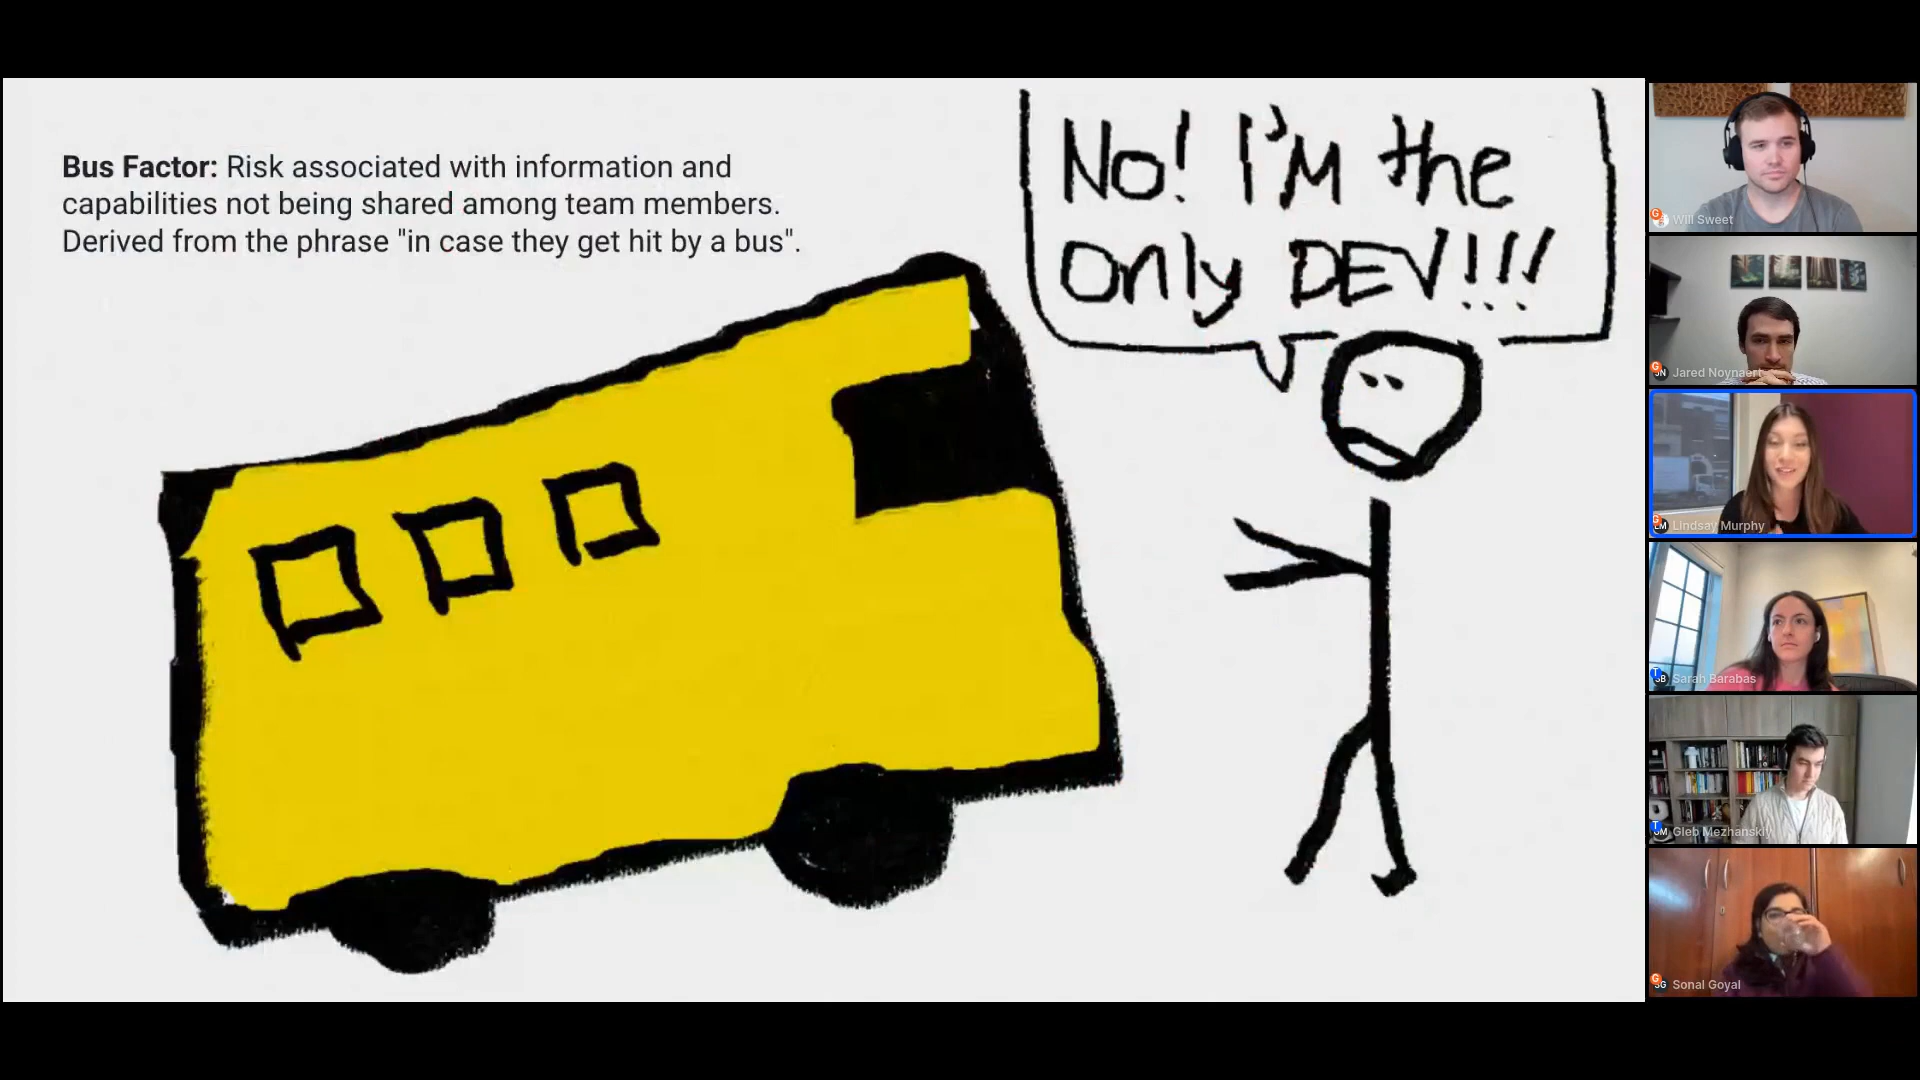 Bus Factor: Risk associated with information and
capabilities not being shared among team members.
Derived from the phrase "in case they get hit by a bus".
No! I'm the
only DEV!!!
Will Sweet
Jared Noynaert
Lindsay Murphy
Sarah Barabas
Gleb Mezhanskiy
Sonal Goyal